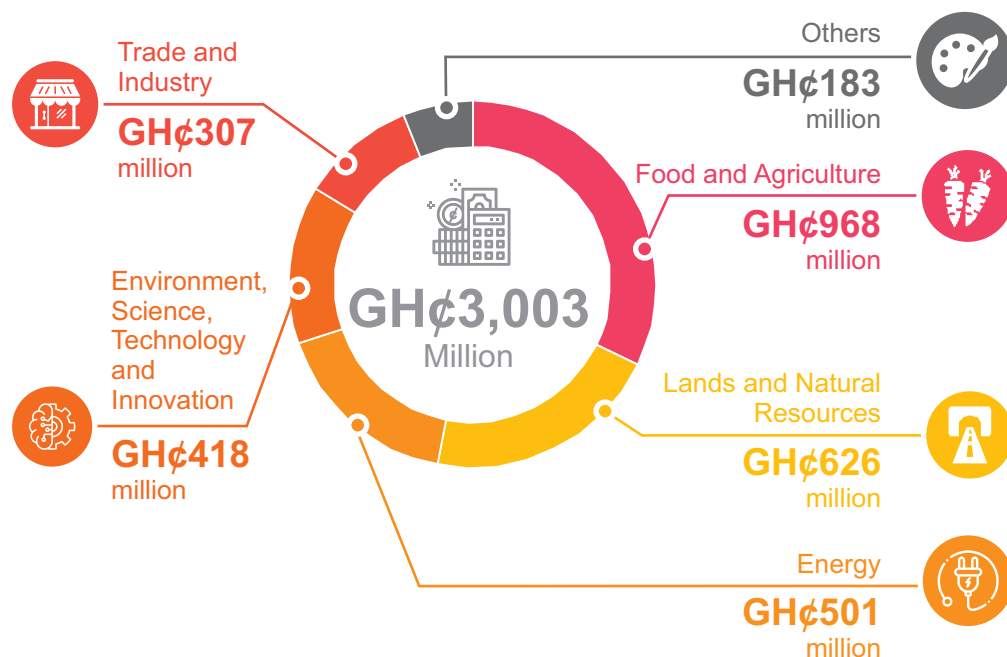 Others
GH₵183
million
Trade and
Industry
GH₵307
million
Food and Agriculture
GH₵968
million
Environment,
Science,
Technology
and
Innovation
GH₵418
million
GH₵3,003
Million
Lands and Natural
Resources
GH₵626
million
Energy
GH₵501
million